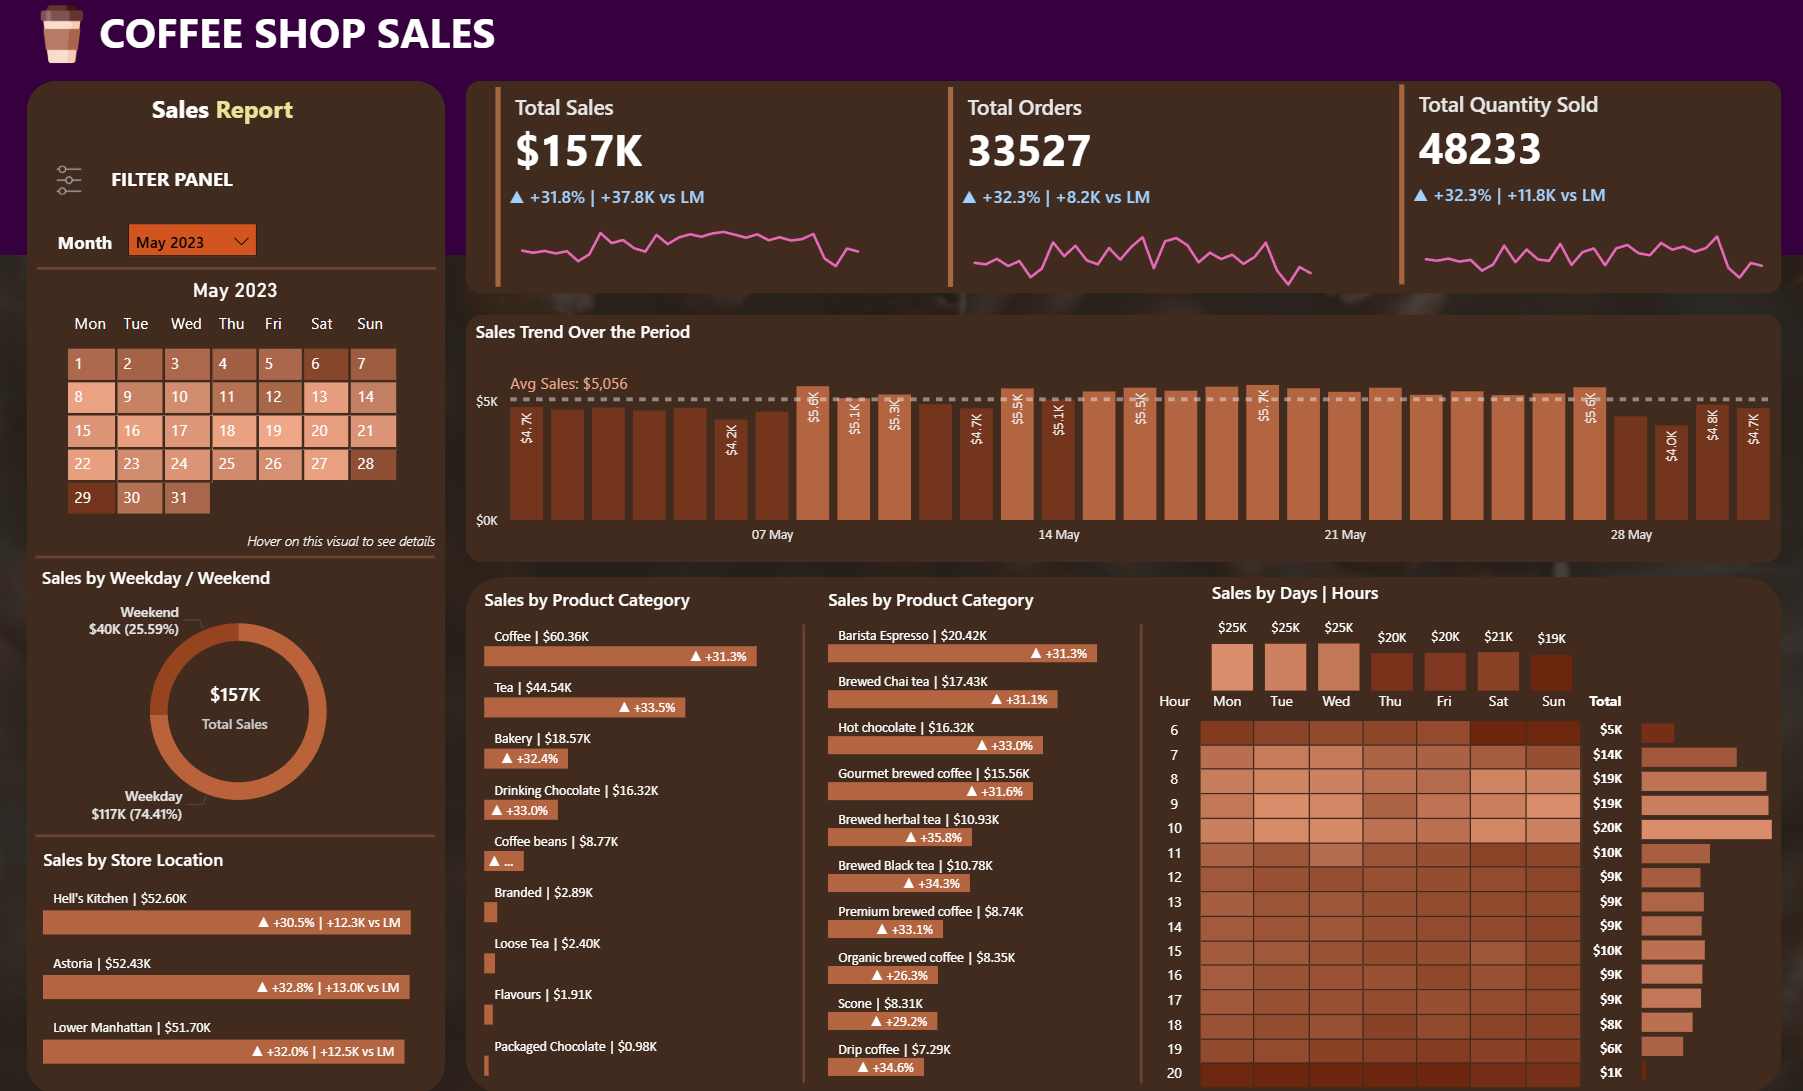 COFFEE SHOP SALES
Sales Report
FILTER PANEL
Month
May 2023
May 2023
Mon Tue Wed Thu Fri Sat Sun
1 2 3 4 5 6 7
8 9 10 11 12 13 14
15 16 17 18 19 20 21
22 23 24 25 26 27 28
29 30 31
Hover on this visual to see details
Sales by Weekday / Weekend
Weekend
$40K (25.59%)
$157K
Total Sales
Weekday
$117K (74.41%)
Sales by Store Location
Hell's Kitchen | $52.60K
▲ +30.5% | +12.3K vs LM
Astoria | $52.43K
▲ +32.8% | +13.0K vs LM
Lower Manhattan | $51.70K
▲ +32.0% | +12.5K vs LM
Total Sales
$157K
▲ +31.8% | +37.8K vs LM
Total Orders
33527
▲ +32.3% | +8.2K vs LM
Total Quantity Sold
48233
▲ +32.3% | +11.8K vs LM
Sales Trend Over the Period
Avg Sales: $5,056
$5K
$4.7K $4.2K $5.6K $5.1K $5.3K $4.7K $5.5K $5.1K $5.5K $5.7K $5.6K $4.0K $4.8K $4.7K
$0K
07 May 14 May 21 May 28 May
Sales by Product Category
Coffee | $60.36K
▲ +31.3%
Tea | $44.54K
▲ +33.5%
Bakery | $18.57K
▲ +32.4%
Drinking Chocolate | $16.32K
▲ +33.0%
Coffee beans | $8.77K
▲ ...
Branded | $2.89K
Loose Tea | $2.40K
Flavours | $1.91K
Packaged Chocolate | $0.98K
Sales by Product Category
Barista Espresso | $20.42K
▲ +31.3%
Brewed Chai tea | $17.43K
▲ +31.1%
Hot chocolate | $16.32K
▲ +33.0%
Gourmet brewed coffee | $15.56K
▲ +31.6%
Brewed herbal tea | $10.93K
▲ +35.8%
Brewed Black tea | $10.78K
▲ +34.3%
Premium brewed coffee | $8.74K
▲ +33.1%
Organic brewed coffee | $8.35K
▲ +26.3%
Scone | $8.31K
▲ +29.2%
Drip coffee | $7.29K
▲ +34.6%
Sales by Days | Hours
$25K $25K $25K $20K $20K $21K $19K
Hour Mon Tue Wed Thu Fri Sat Sun Total
6 $5K
7 $14K
8 $19K
9 $19K
10 $20K
11 $10K
12 $9K
13 $9K
14 $9K
15 $10K
16 $9K
17 $9K
18 $8K
19 $6K
20 $1K